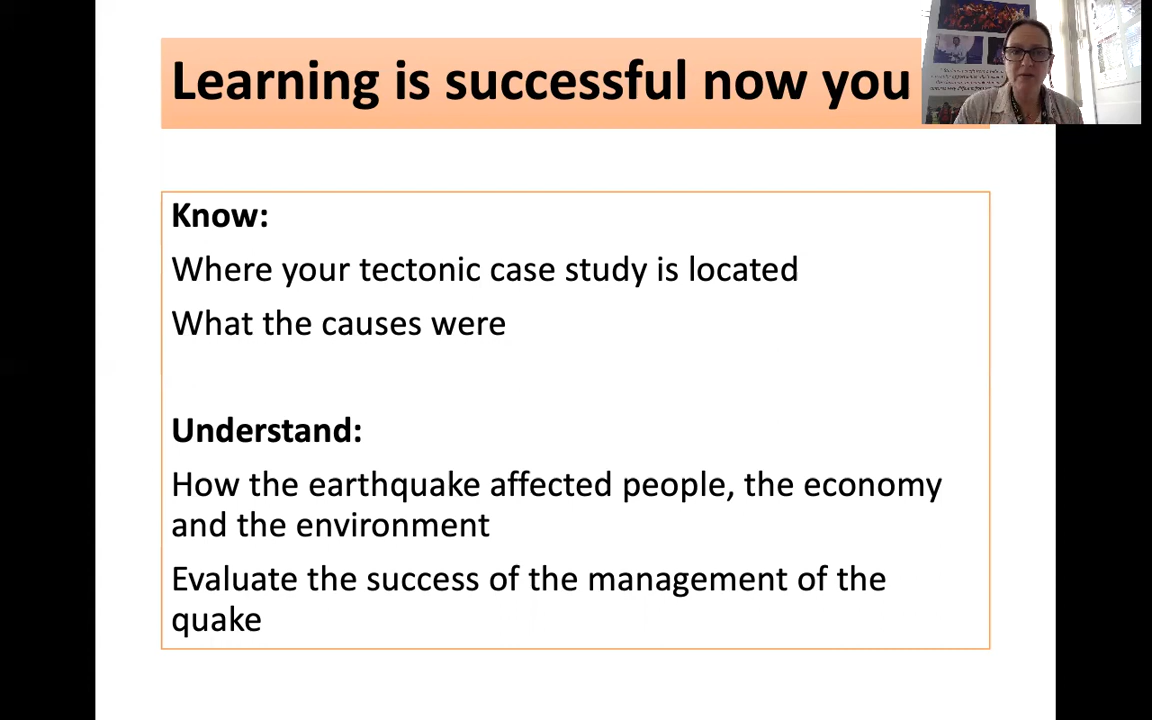 Learning is successful now you
Know:
Where your tectonic case study is located
What the causes were
Understand:
How the earthquake affected people, the economy
and the environment
Evaluate the success of the management of the
quake